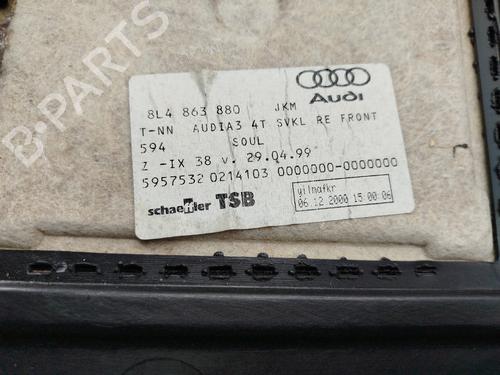 B-PARTS
Audi
8L4 863 880 JKM
T-NN AUDIA3 4T SVKL RE FRONT
594 SOUL
Z -IX 38 v. 29.04.99
5957532 0214103 0000000-0000000
schaeffler TSB
gilnafkr
06.12.2000 15:00:06